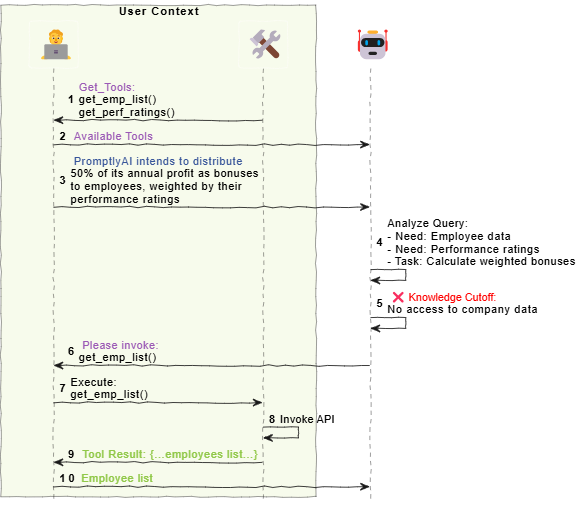 User Context
Get_Tools:
1 get_emp_list()
get_perf_ratings()
2 Available Tools
PromptlyAI intends to distribute
3 50% of its annual profit as bonuses
to employees, weighted by their
performance ratings
Analyze Query:
4 - Need: Employee data
- Need: Performance ratings
- Task: Calculate weighted bonuses
5 ❌ Knowledge Cutoff:
No access to company data
6 Please invoke:
get_emp_list()
7 Execute:
get_emp_list()
8 Invoke API
9 Tool Result: {...employees list...}
10 Employee list